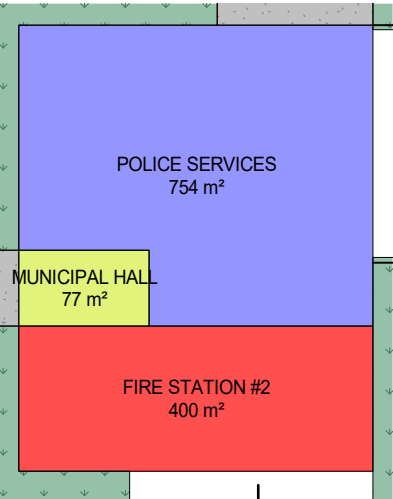 POLICE SERVICES
754 m²
MUNICIPAL HALL
77 m²
FIRE STATION #2
400 m²